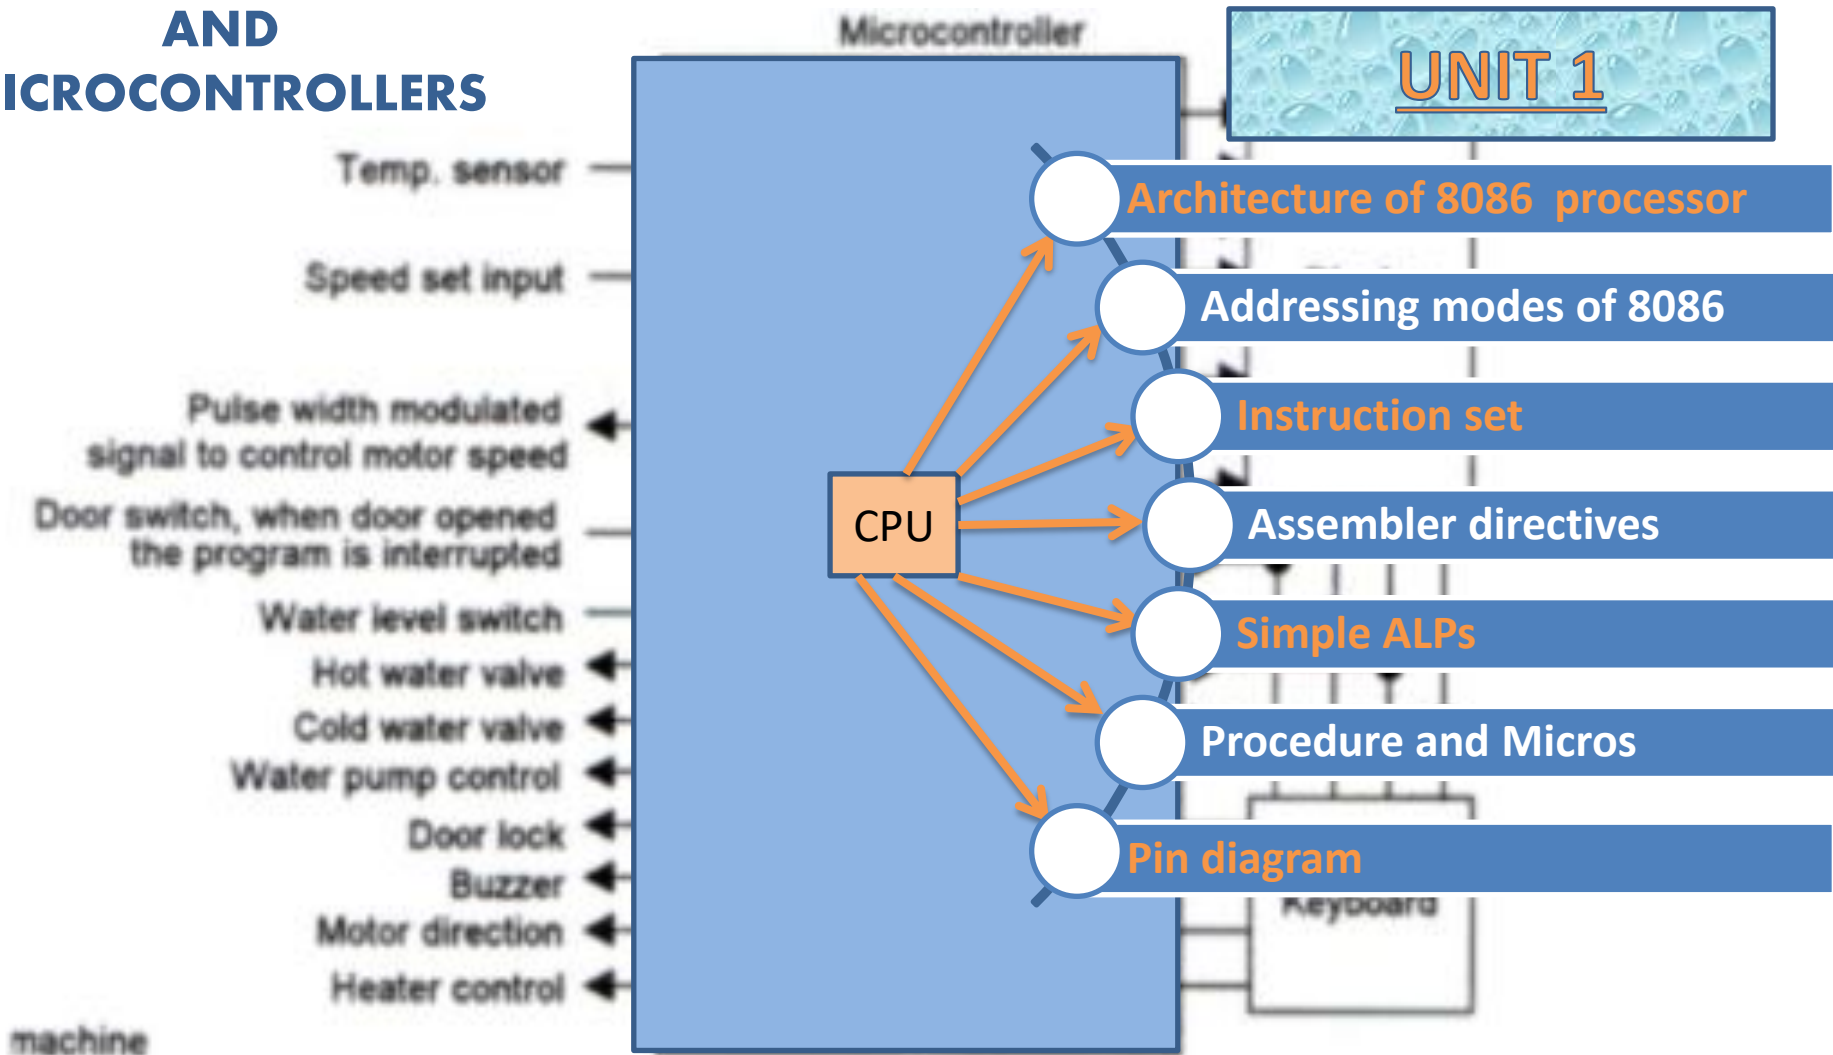 AND
ICROCONTROLLERS
Microcontroller
UNIT 1
Temp. sensor
Speed set input
Pulse width modulated
signal to control motor speed
Door switch, when door opened
the program is interrupted
Water level switch
Hot water valve
Cold water valve
Water pump control
Door lock
Buzzer
Motor direction
Heater control
machine
CPU
Architecture of 8086 processor
Addressing modes of 8086
Instruction set
Assembler directives
Simple ALPs
Procedure and Micros
Pin diagram
Keyboard